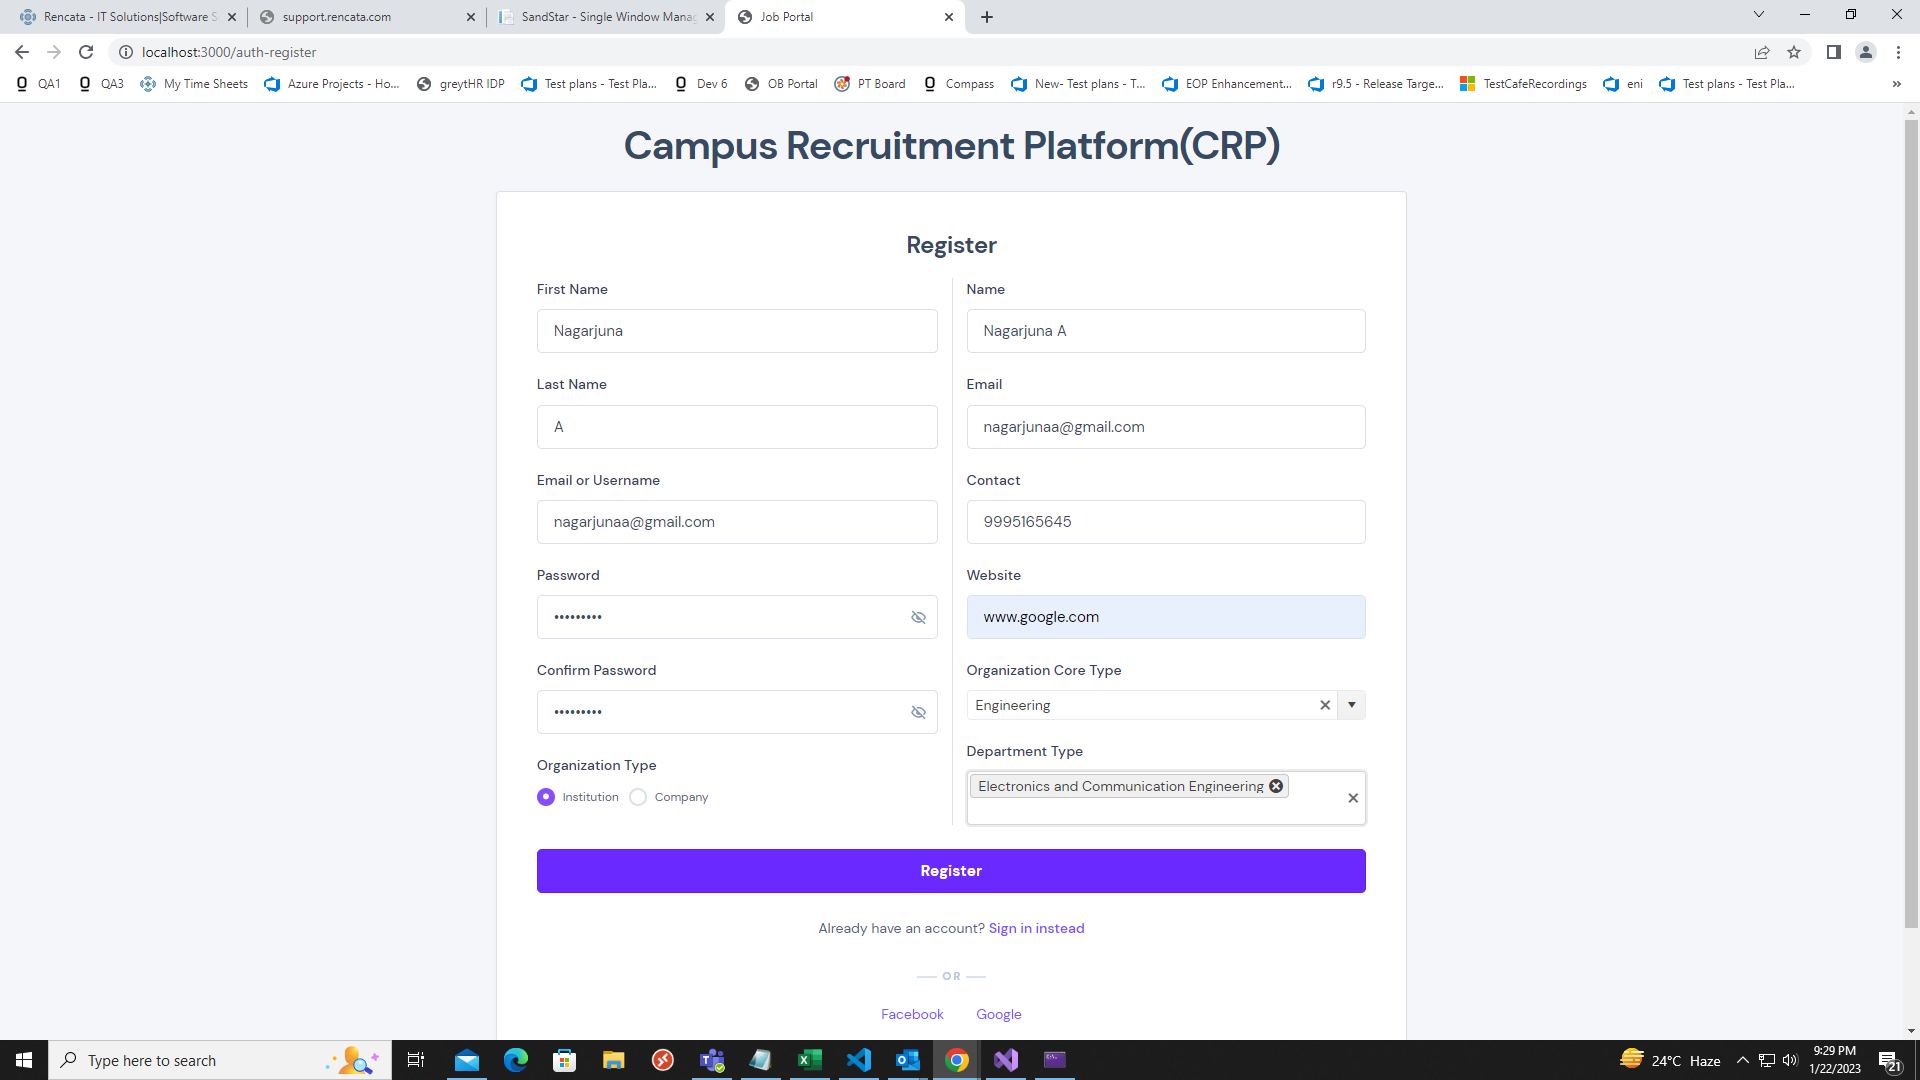 Rencata - IT Solutions|Software S
support.rencata.com
SandStar - Single Window Manag
Job Portal
localhost:3000/auth-register
QA1
QA3
My Time Sheets
Azure Projects - Ho...
greytHR IDP
Test plans - Test Pla...
Dev 6
OB Portal
PT Board
Compass
New- Test plans - T...
EOP Enhancement...
r9.5 - Release Targe...
TestCafeRecordings
eni
Test plans - Test Pla...
»
Campus Recruitment Platform(CRP)
Register
First Name
Nagarjuna
Last Name
A
Email or Username
nagarjunaa@gmail.com
Password
•••••••••
Confirm Password
•••••••••
Organization Type
Institution
Company
Name
Nagarjuna A
Email
nagarjunaa@gmail.com
Contact
9995165645
Website
www.google.com
Organization Core Type
Engineering
Department Type
Electronics and Communication Engineering
Register
Already have an account? Sign in instead
OR
Facebook
Google
Type here to search
24°C Haze
9:29 PM
1/22/2023
21